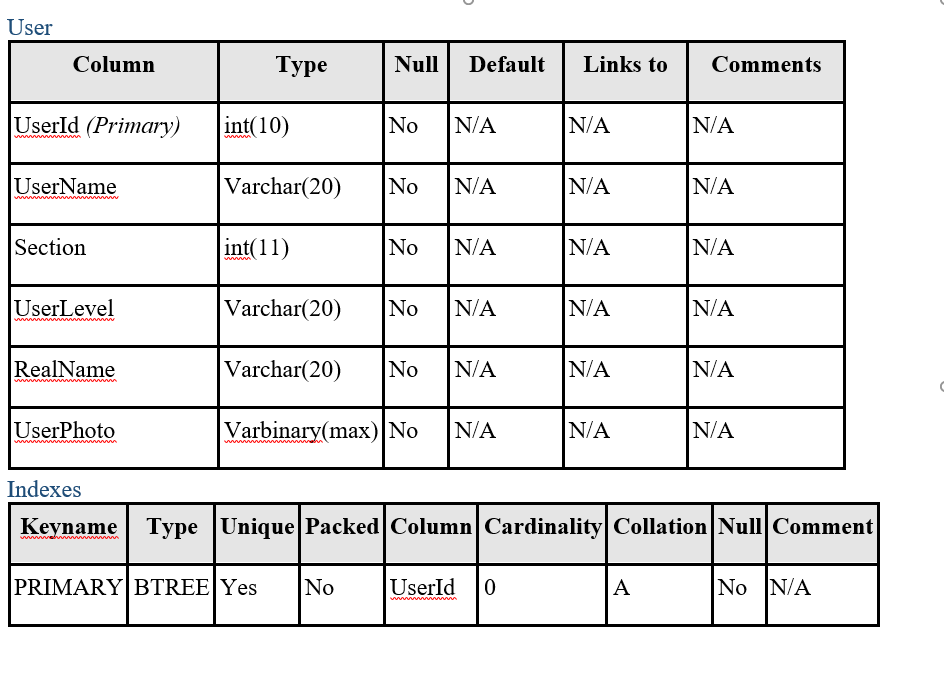 User
Column Type Null Default Links to Comments
UserId (Primary) int(10) No N/A N/A N/A
UserName Varchar(20) No N/A N/A N/A
Section int(11) No N/A N/A N/A
UserLevel Varchar(20) No N/A N/A N/A
RealName Varchar(20) No N/A N/A N/A
UserPhoto Varbinary(max) No N/A N/A N/A
Indexes
Keyname Type Unique Packed Column Cardinality Collation Null Comment
PRIMARY BTREE Yes No UserId 0 A No N/A